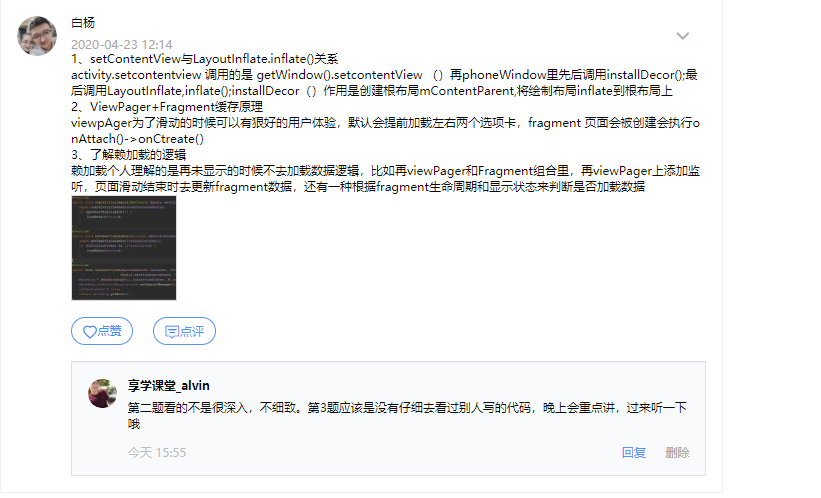 白杨
2020-04-23 12:14
1、setContentView与LayoutInflate.inflate()关系
activity.setcontentview 调用的是 getWindow().setcontentView （）再phoneWindow里先后调用installDecor();最
后调用LayoutInflate,inflate();installDecor（）作用是创建根布局mContentParent,将绘制布局inflate到根布局上
2、ViewPager+Fragment缓存原理
viewpAger为了滑动的时候可以有狠好的用户体验，默认会提前加载左右两个选项卡，fragment 页面会被创建会执行o
nAttach()->onCtreate()
3、了解赖加载的逻辑
赖加载个人理解的是再未显示的时候不去加载数据逻辑，比如再viewPager和Fragment组合里，再viewPager上添加监
听，页面滑动结束时去更新fragment数据，还有一种根据fragment生命周期和显示状态来判断是否加载数据
点赞 点评
享学课堂_alvin
第二题看的不是很深入，不细致。第3题应该是没有仔细去看过别人写的代码，晚上会重点讲，过来听一下
哦
今天 15:55 回复 删除